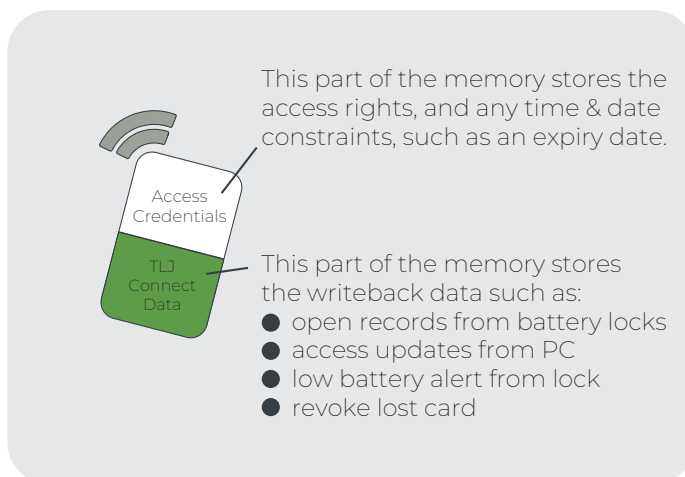 This part of the memory stores the
access rights, and any time & date
constraints, such as an expiry date.
Access
Credentials
TLJ
Connect
Data
This part of the memory stores
the writeback data such as:
● open records from battery locks
● access updates from PC
● low battery alert from lock
● revoke lost card